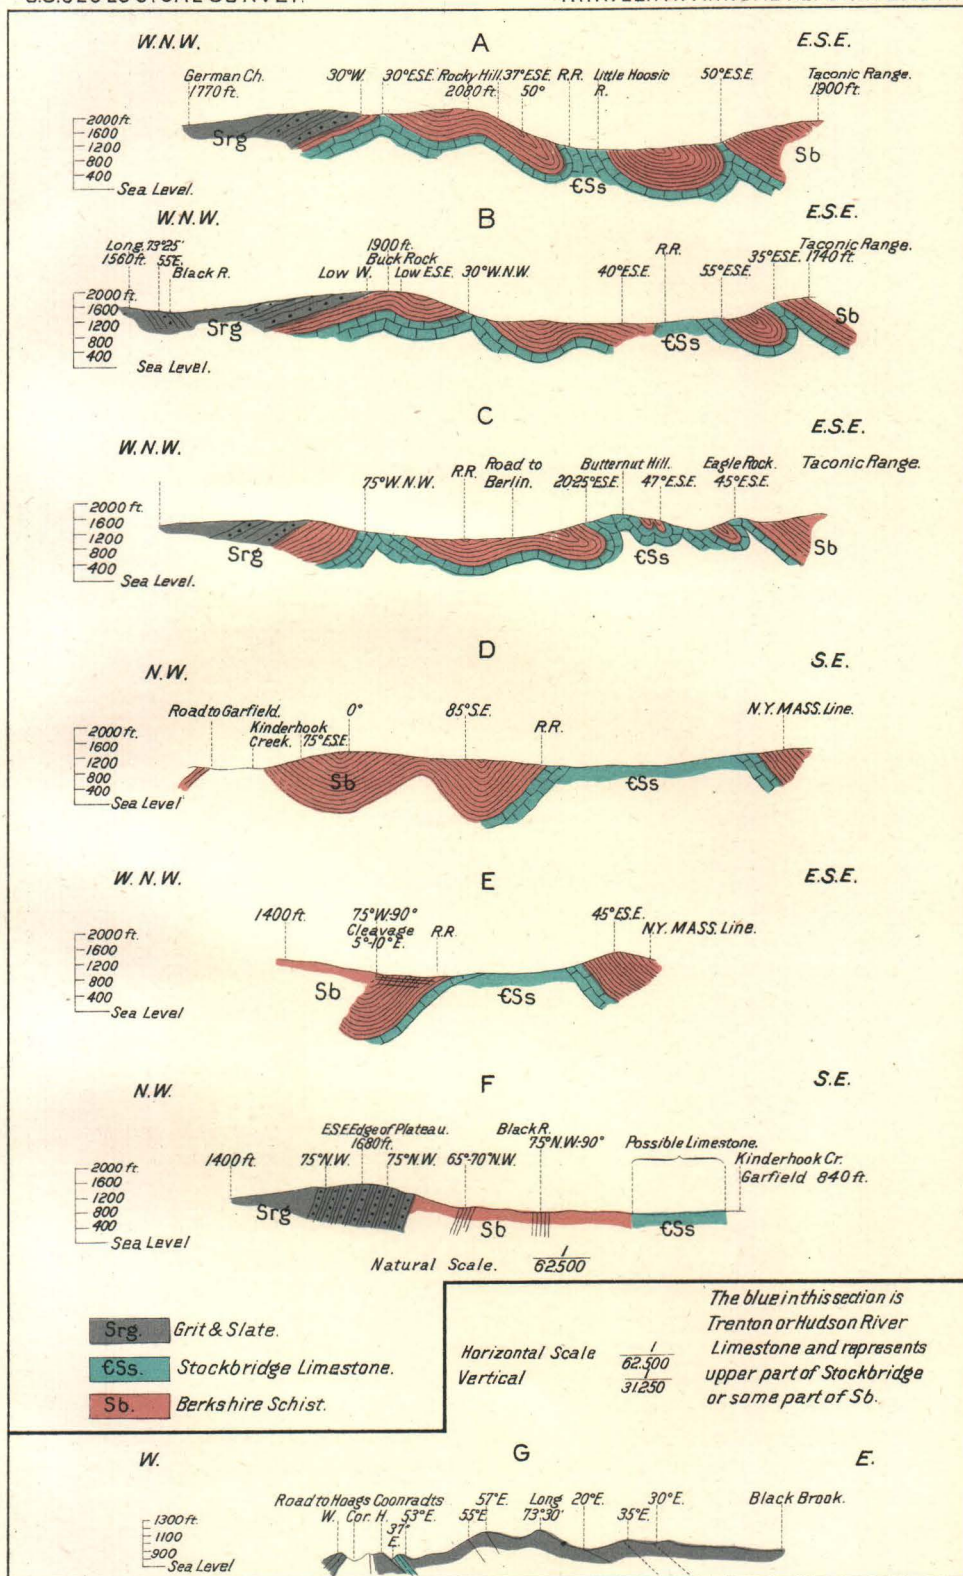 W.N.W. A E.S.E.
German Ch. 30°W. 30°E.S.E. Rocky Hill. 37°E.S.E. R.R. Little Hoosic 50°E.S.E. Taconic Range.
1770 ft. 2080 ft. 50° R. 1900 ft.
2000 ft.
1600
1200
800
400
Sea Level.
Srg
ЄSs
Sb
W.N.W. B E.S.E.
Long. 73°25' 1900 ft. R.R. Taconic Range.
1560 ft. 55°E. Buck Rock 35°E.S.E. 1740 ft.
Black R. Low W. Low E.S.E. 30°W.N.W. 40°E.S.E. 55°E.S.E.
2000 ft.
1600
1200
800
400
Sea Level.
Srg
ЄSs
Sb
C
W.N.W. E.S.E.
R.R. Road to Butternut Hill. Eagle Rock. Taconic Range.
75°W.N.W. Berlin. 20-25°E.S.E. 47°E.S.E. 45°E.S.E.
2000 ft.
1600
1200
800
400
Sea Level.
Srg
ЄSs
Sb
D
N.W. S.E.
Road to Garfield. 0° 85°S.E. R.R. N.Y. MASS. Line.
Kinderhook
Creek. 75°E.S.E.
2000 ft.
1600
1200
800
400
Sea Level
Sb
ЄSs
W.N.W. E E.S.E.
1400 ft. 75°W.-90° 45°E.S.E.
Cleavage R.R. N.Y. MASS. Line.
5°-10°E.
2000 ft.
1600
1200
800
400
Sea Level
Sb
ЄSs
N.W. F S.E.
E.S.E. Edge of Plateau. Black R. Possible Limestone.
1680 ft. 75°N.W.-90° Kinderhook Cr.
1400 ft. 75°N.W. 75°N.W. 65°-70°N.W. Garfield 840 ft.
2000 ft.
1600
1200
800
400
Sea Level
Srg
Sb
ЄSs
Natural Scale. 1/62500
Srg. Grit & Slate.
ЄSs. Stockbridge Limestone.
Sb. Berkshire Schist.
Horizontal Scale 1/62.500
Vertical 1/31250
The blue in this section is
Trenton or Hudson River
Limestone and represents
upper part of Stockbridge
or some part of Sb.
W. G E.
Road to Hoags Coonradts 57°E. Long 20°E. 30°E. Black Brook.
W. Cor. H. 53°E. 55°E. 73°30' 35°E.
37°
E.
1300 ft.
1100
900
Sea Level